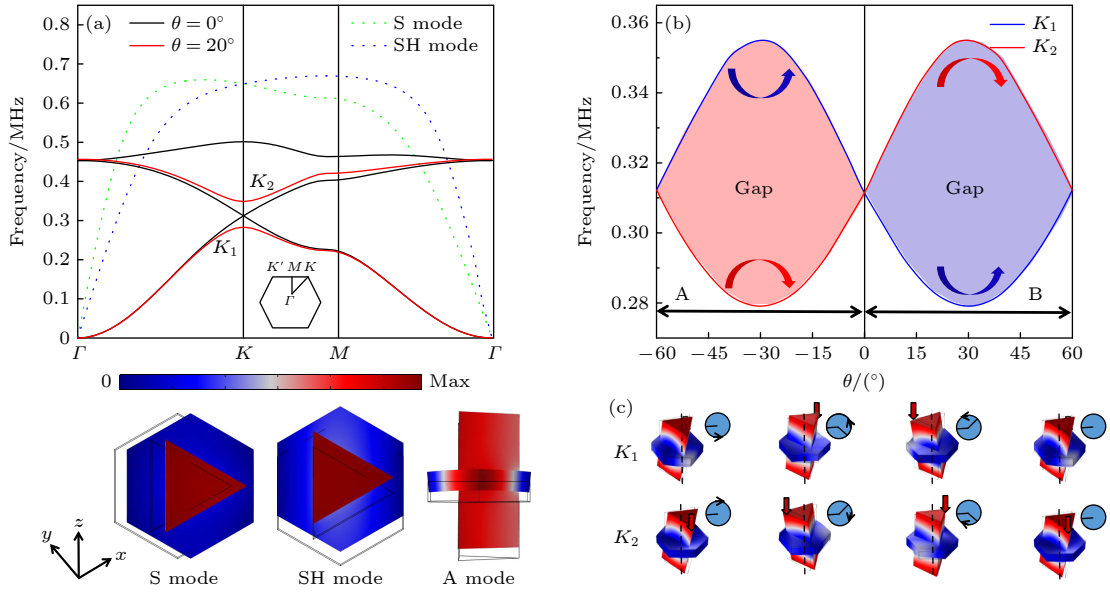 (a)
θ = 0°
θ = 20°
S mode
SH mode
Frequency/MHz
0.8
0.7
0.6
0.5
0.4
0.3
0.2
0.1
0
K₂
K₁
K′ M K
Γ
Γ K M Γ
0 Max
S mode
SH mode
A mode
z
y
x
(b)
K₁
K₂
Frequency/MHz
0.36
0.34
0.32
0.30
0.28
Gap
Gap
A
B
−60 −45 −30 −15 0 15 30 45 60
θ/(°)
(c)
K₁
K₂